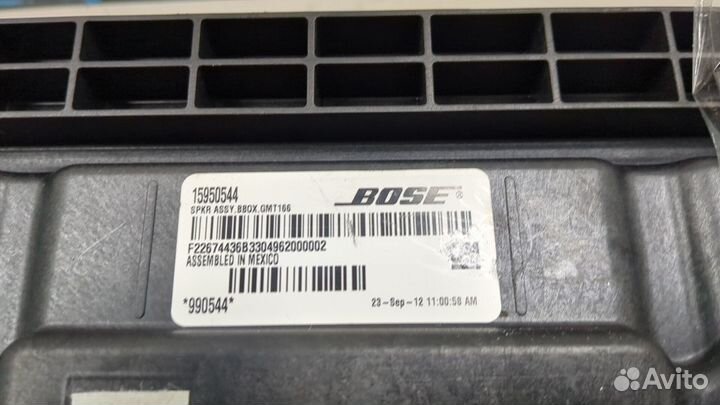 15950544
BOSE®
SPKR ASSY,BBOX,GMT166
F22674436B3304962000002
ASSEMBLED IN MEXICO
*990544*
23-Sep-12 11:00:58 AM
Avito